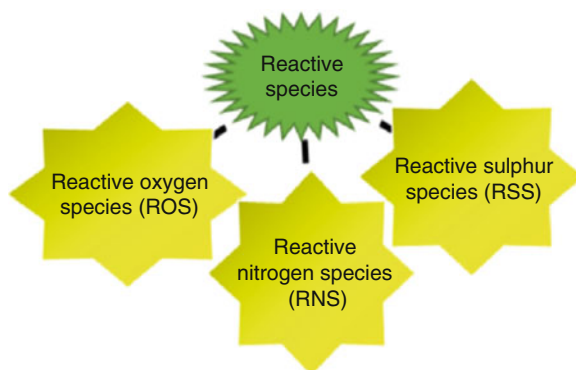 Reactive
species
Reactive oxygen
species (ROS)
Reactive
nitrogen species
(RNS)
Reactive sulphur
species (RSS)